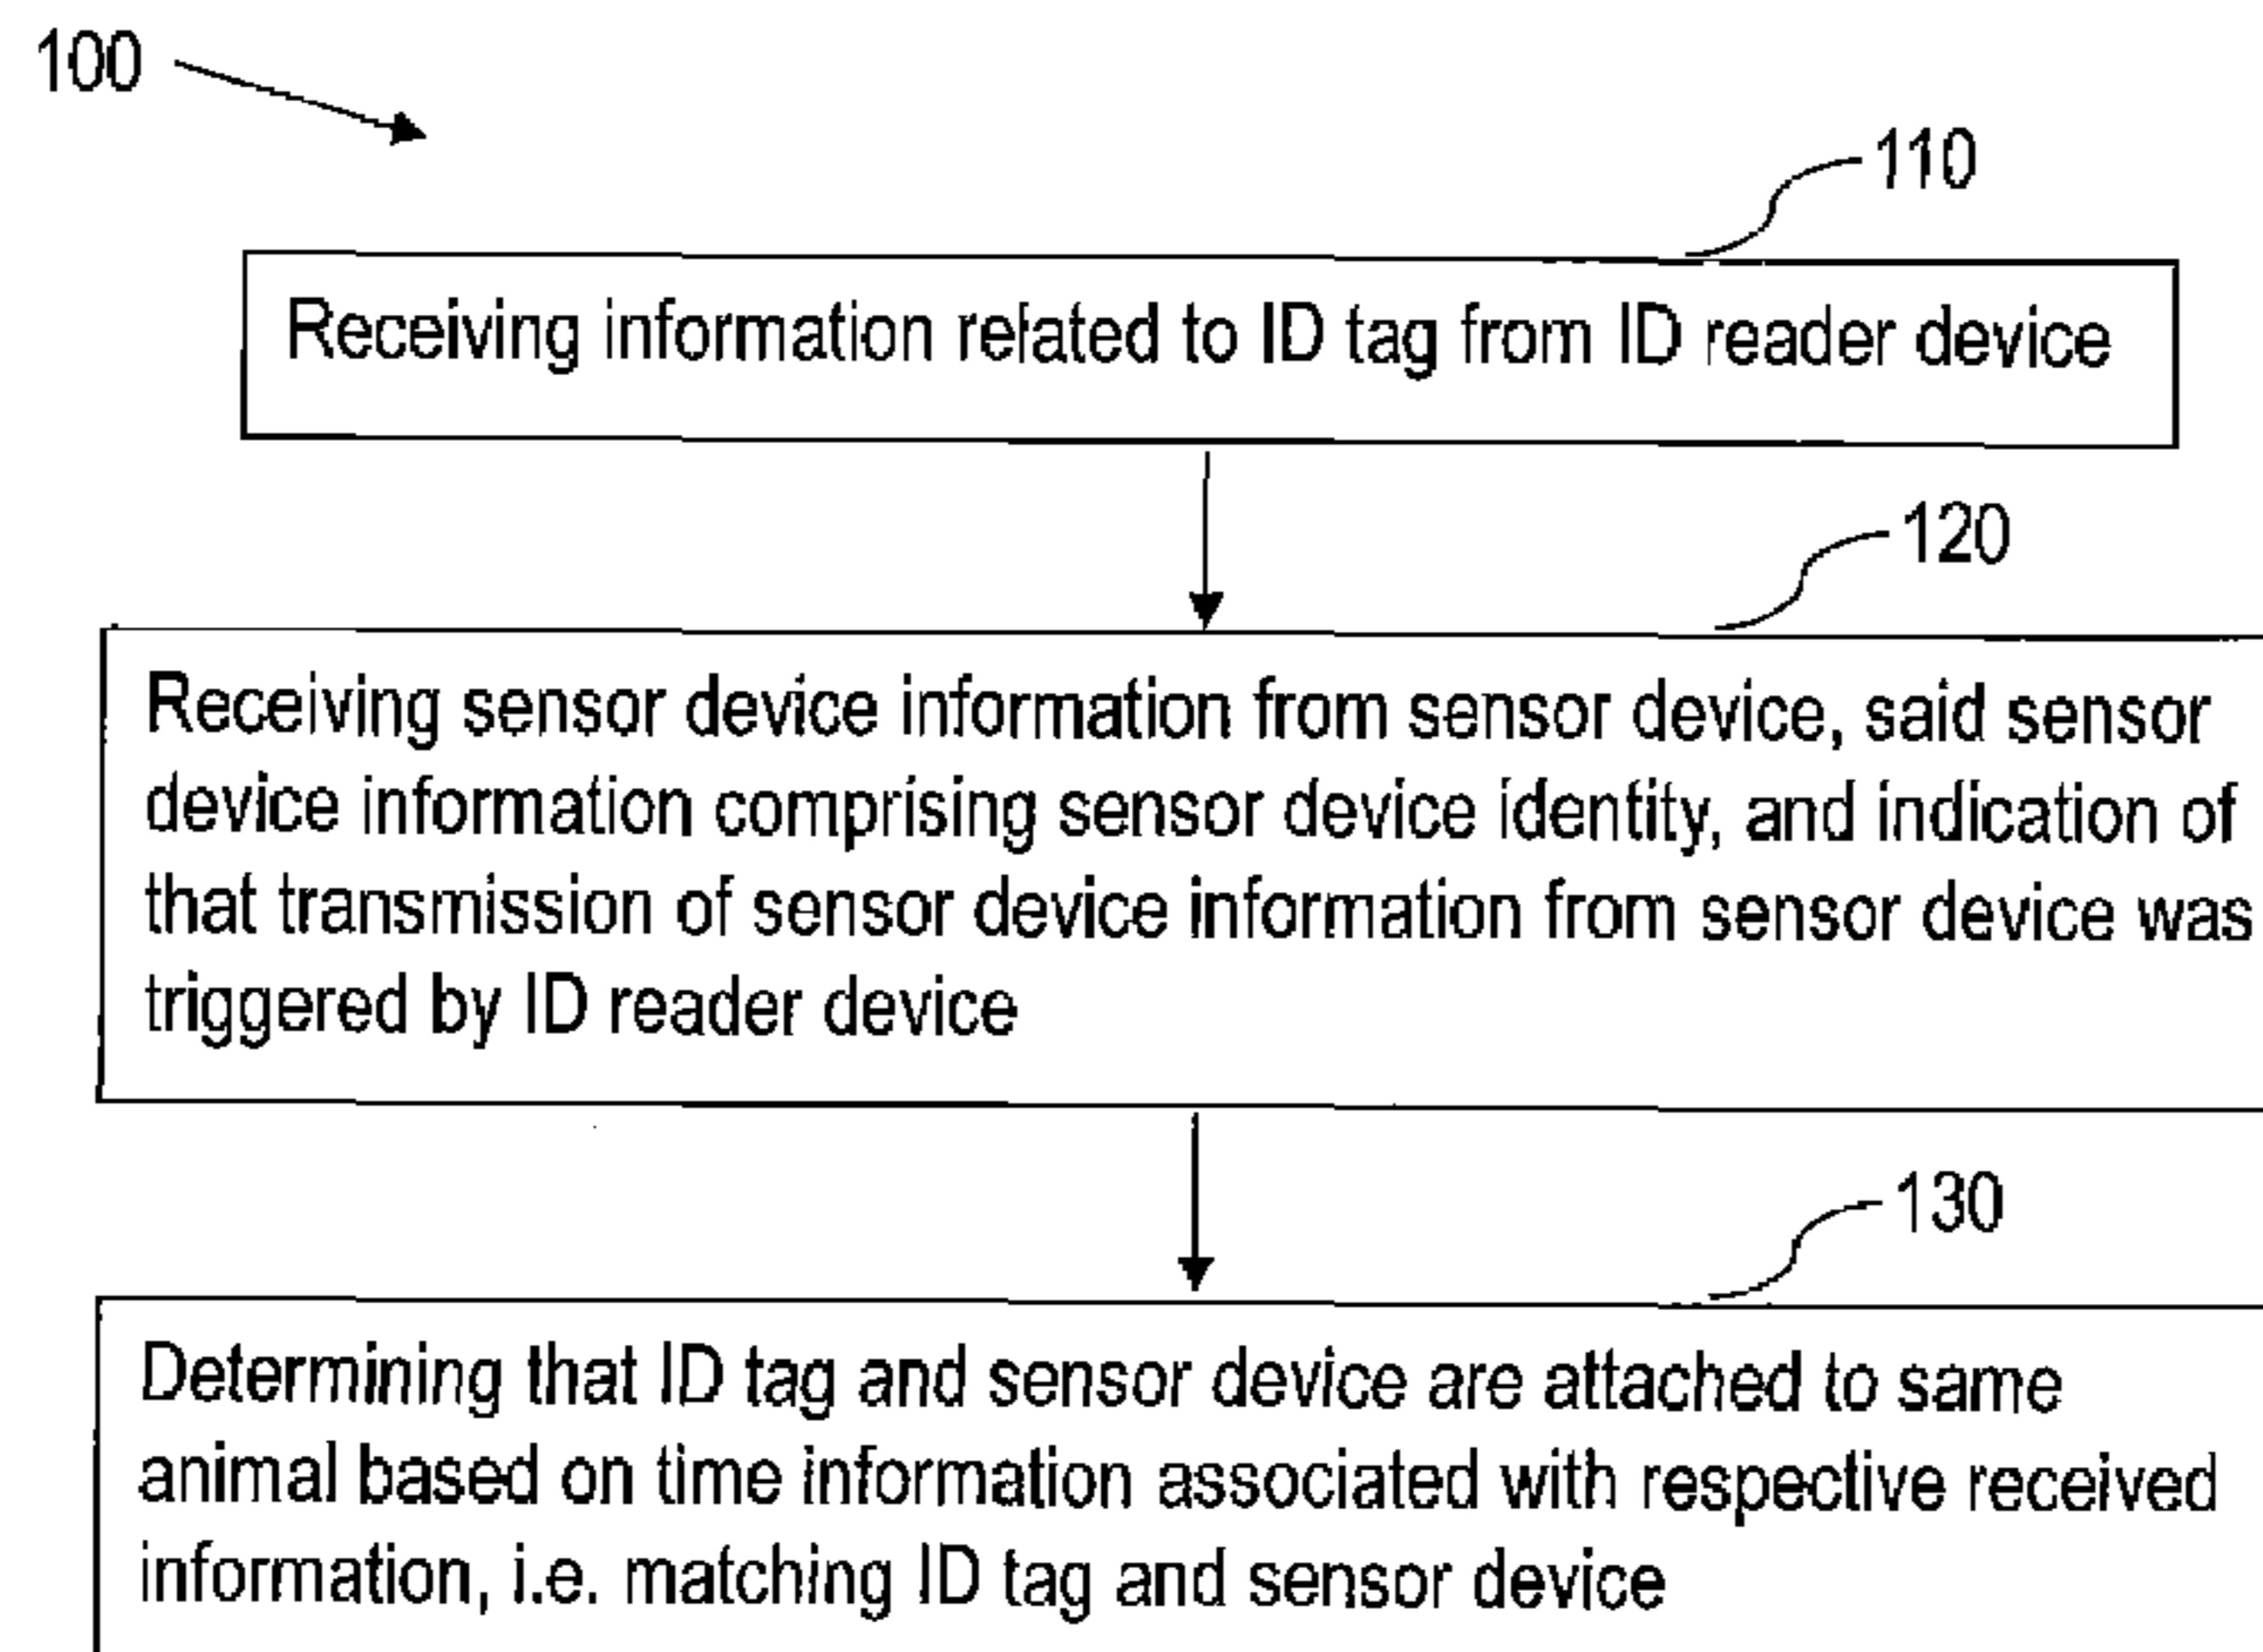 100
110
Receiving information related to ID tag from ID reader device
120
Receiving sensor device information from sensor device, said sensor
device information comprising sensor device identity, and indication of
that transmission of sensor device information from sensor device was
triggered by ID reader device
130
Determining that ID tag and sensor device are attached to same
animal based on time information associated with respective received
information, i.e. matching ID tag and sensor device